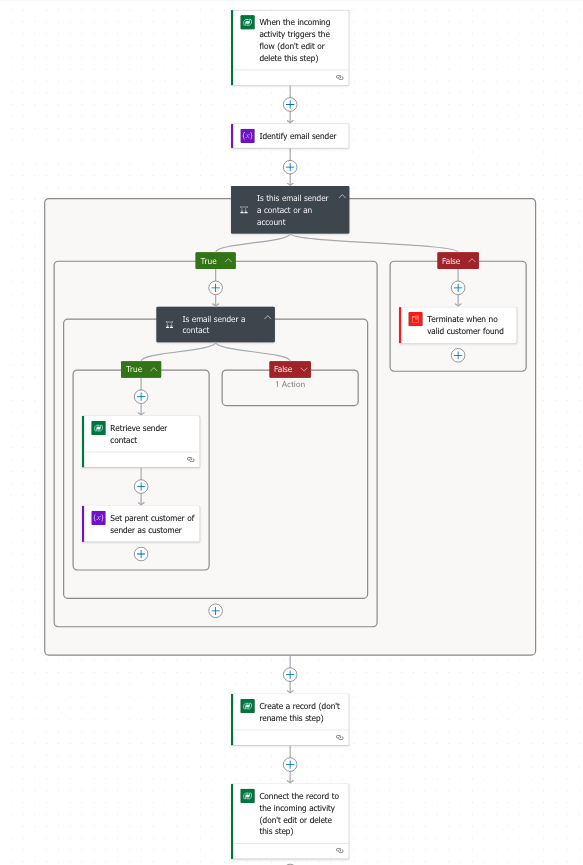 When the incoming
activity triggers the
flow (don't edit or
delete this step)
{x} Identify email sender
Is this email sender
a contact or an
account
True
False
Is email sender a
contact
Terminate when no
valid customer found
True
False
1 Action
Retrieve sender
contact
{x} Set parent customer of
sender as customer
Create a record (don't
rename this step)
Connect the record to
the incoming activity
(don't edit or delete
this step)